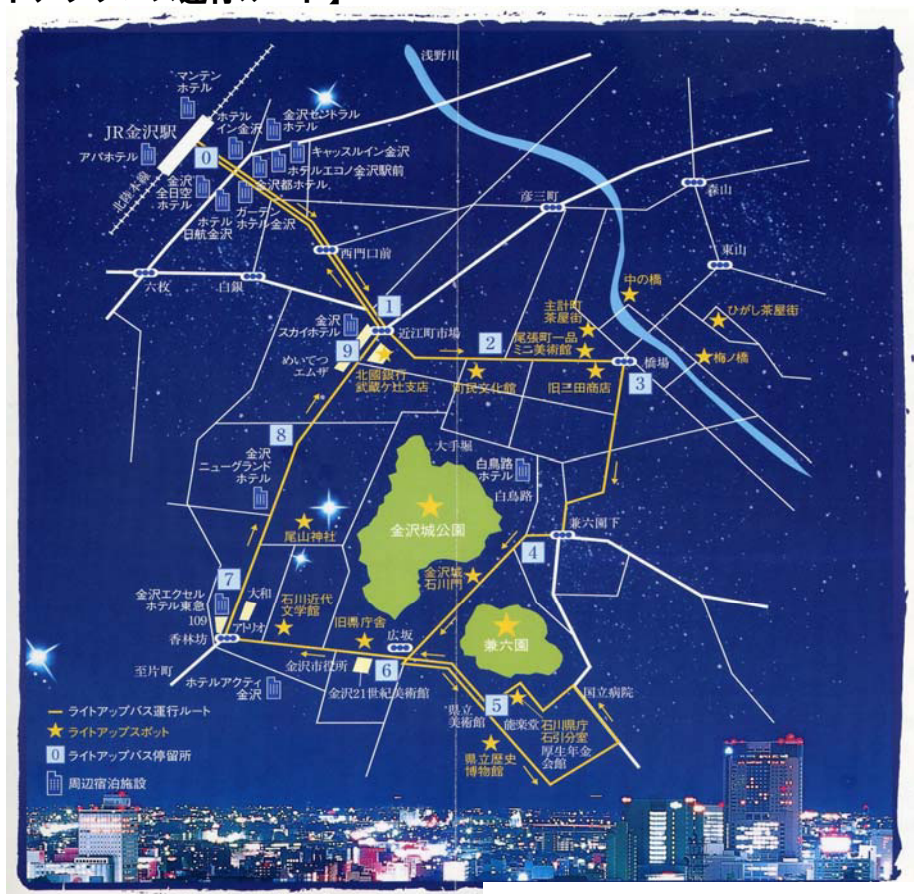 浅野川
マンテン
ホテル
JR金沢駅
ホテル
イン金沢
金沢セントラル
ホテル
アパホテル
0
キャッスルイン金沢
ホテルエコノ金沢駅前
金沢都ホテル
北陸本線
金沢
全日空
ホテル
ホテル
日航金沢
ガーデン
ホテル金沢
彦三町
森山
西門口前
東山
六枚
白銀
中の橋
1
金沢
スカイホテル
近江町市場
主計町
茶屋街
ひがし茶屋街
2
尾張町一品
ミニ美術館
9
めいてつ
エムザ
北國銀行
武蔵ケ辻支店
町民文化館
旧三田商店
橋場
梅ノ橋
3
8
大手堀
金沢
ニューグランド
ホテル
白鳥路
ホテル
白鳥路
尾山神社
金沢城公園
兼六園下
4
7
金沢城
石川門
金沢エクセル
ホテル東急
109
大和
アトリオ
石川近代
文学館
旧県庁舎
広坂
兼六園
香林坊
金沢市役所
6
至片町
ホテルアクティ
金沢
金沢21世紀美術館
県立
美術館
5
能楽堂
国立病院
石川県庁
石引分室
厚生年金
会館
県立歴史
博物館
ライトアップバス運行ルート
ライトアップスポット
0 ライトアップバス停留所
周辺宿泊施設